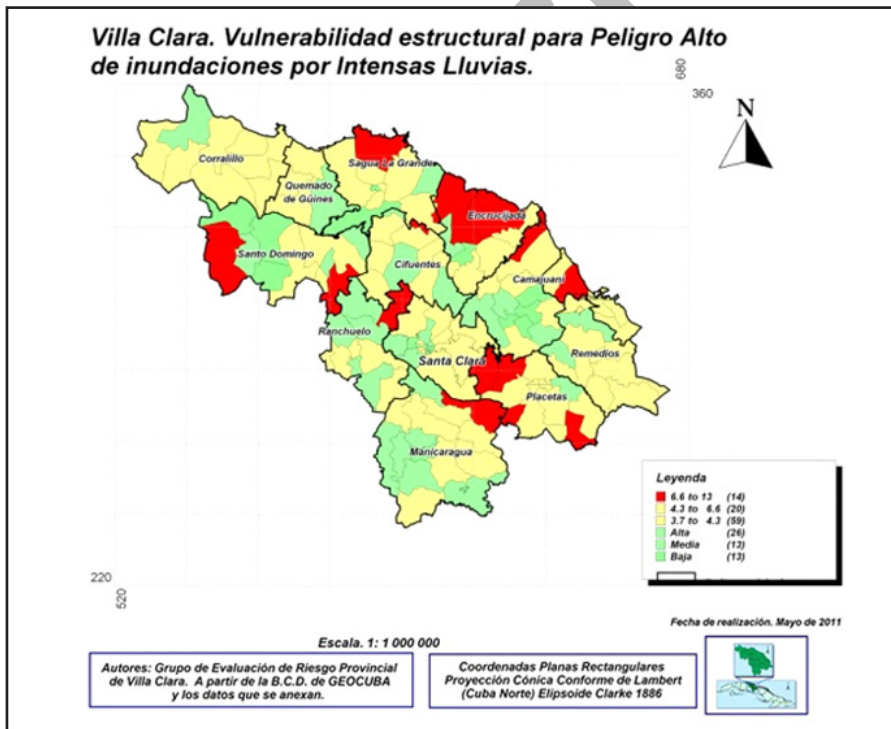 Villa Clara. Vulnerabilidad estructural para Peligro Alto
de inundaciones por Intensas Lluvias.
680
360
N
Corralillo
Sagua La Grande
Quemado
de Güines
Encrucijada
Santo Domingo
Cifuentes
Camajuaní
Ranchuelo
Santa Clara
Remedios
Placetas
Manicaragua
Leyenda
6.6 to 13 (14)
4.3 to 6.6 (20)
3.7 to 4.3 (59)
Alta (26)
Media (13)
Baja (13)
220
520
Fecha de realización. Mayo de 2011
Escala. 1: 1 000 000
Autores: Grupo de Evaluación de Riesgo Provincial
de Villa Clara. A partir de la B.C.D. de GEOCUBA
y los datos que se anexan.
Coordenadas Planas Rectangulares
Proyección Cónica Conforme de Lambert
(Cuba Norte) Elipsoide Clarke 1886